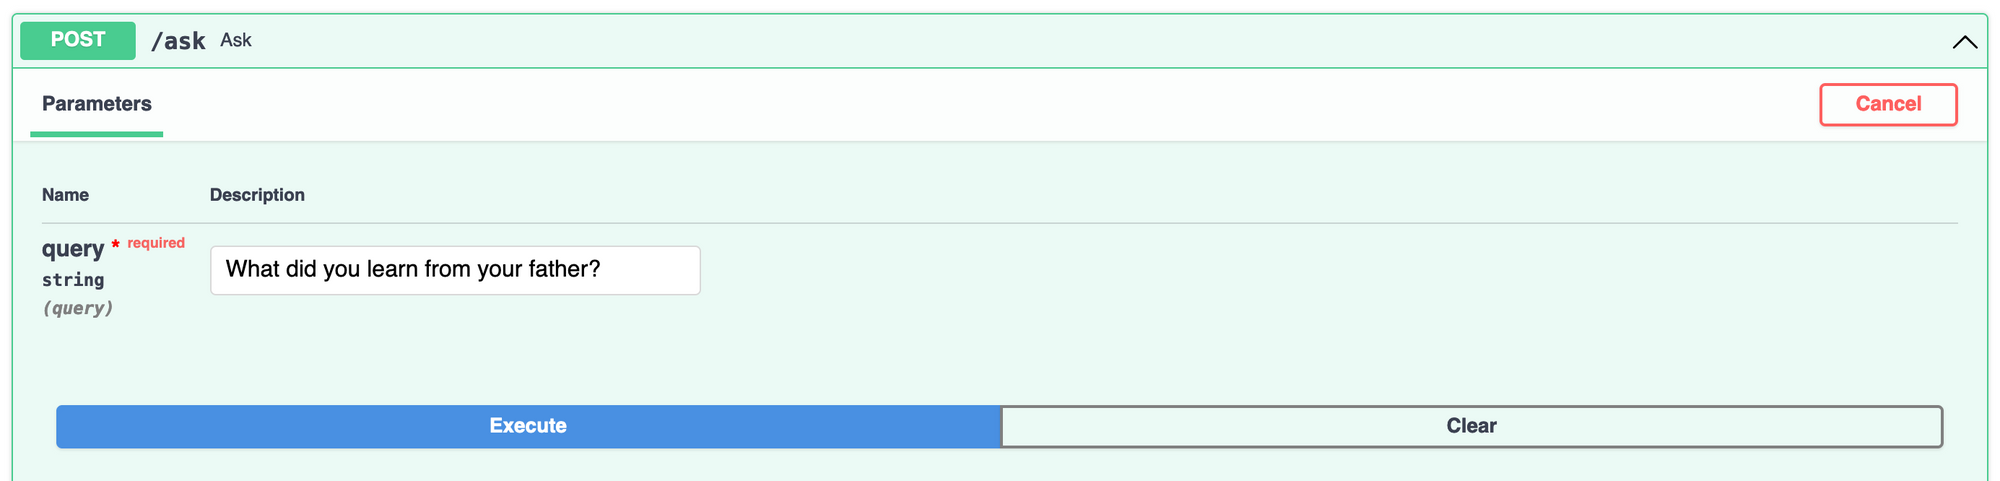 POST /ask Ask
Parameters
Cancel
Name Description
query * required
What did you learn from your father?
string
(query)
Execute Clear